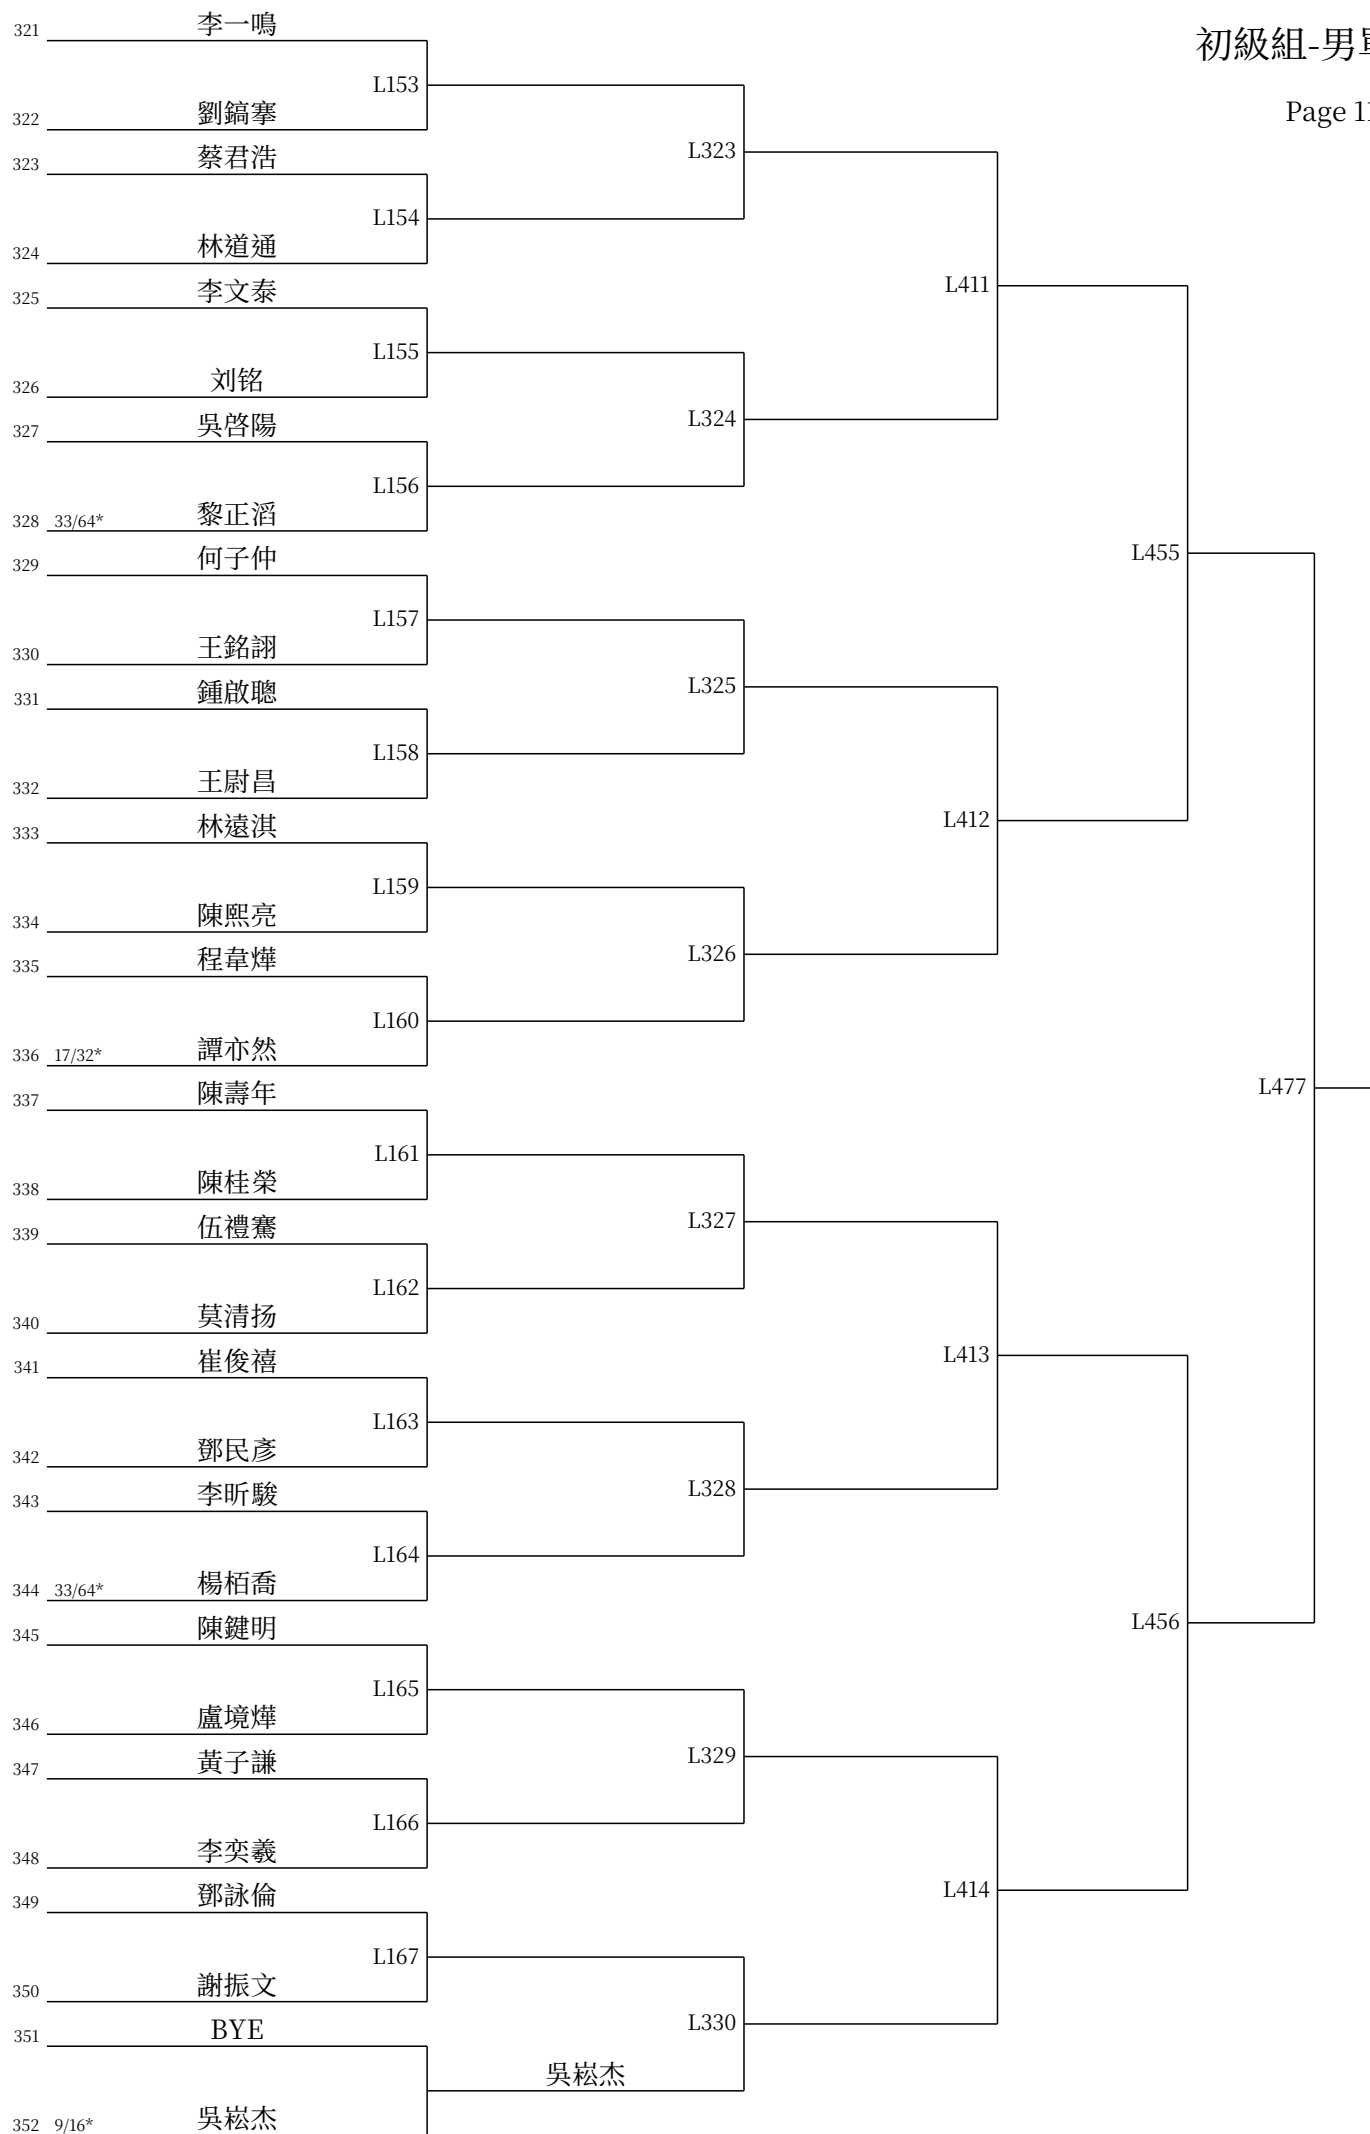 初級組-男
Page 1
321 李一鳴
L153
322 劉鎬搴
323 蔡君浩
L323
L154
324 林道通
325 李文泰
L411
L155
326 刘铭
327 吳啓陽
L324
L156
328 33/64* 黎正滔
329 何子仲
L455
L157
330 王銘詡
331 鍾啟聰
L325
L158
332 王尉昌
333 林遠淇
L412
L159
334 陳熙亮
335 程韋燁
L326
L160
336 17/32* 譚亦然
337 陳壽年
L477
L161
338 陳桂榮
339 伍禮騫
L327
L162
340 莫清扬
341 崔俊禧
L413
L163
342 鄧民彥
343 李昕駿
L328
L164
344 33/64* 楊栢喬
345 陳鍵明
L456
L165
346 盧境燁
347 黃子謙
L329
L166
348 李奕羲
349 鄧詠倫
L414
L167
350 謝振文
351 BYE
L330
吳崧杰
352 9/16* 吳崧杰